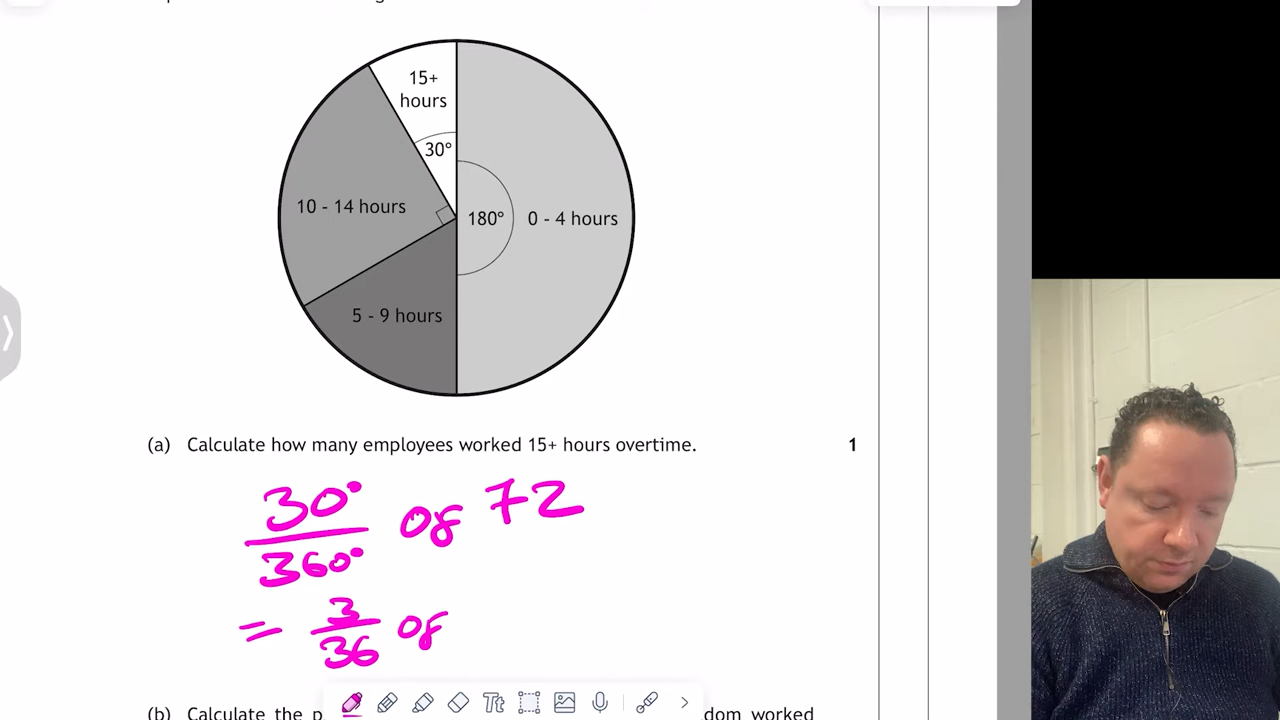 15+
hours
30°
10 - 14 hours
180°
0 - 4 hours
5 - 9 hours
(a) Calculate how many employees worked 15+ hours overtime. 1
30°
360°
of 72
= 3
36
of
Tt
(b) Calculate the p
dom worked